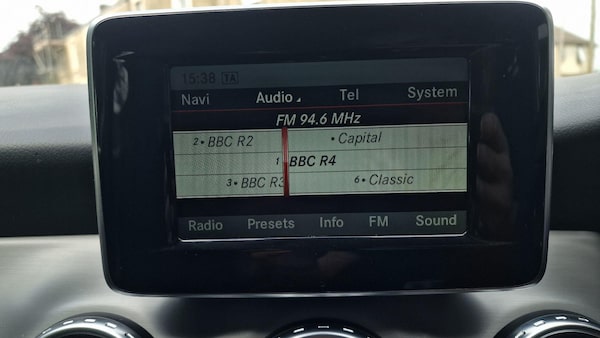 15:38 TA
Navi Audio Tel System
FM 94.6 MHz
2• BBC R2 • Capital
1 BBC R4
3• BBC R3 6• Classic
Radio Presets Info FM Sound